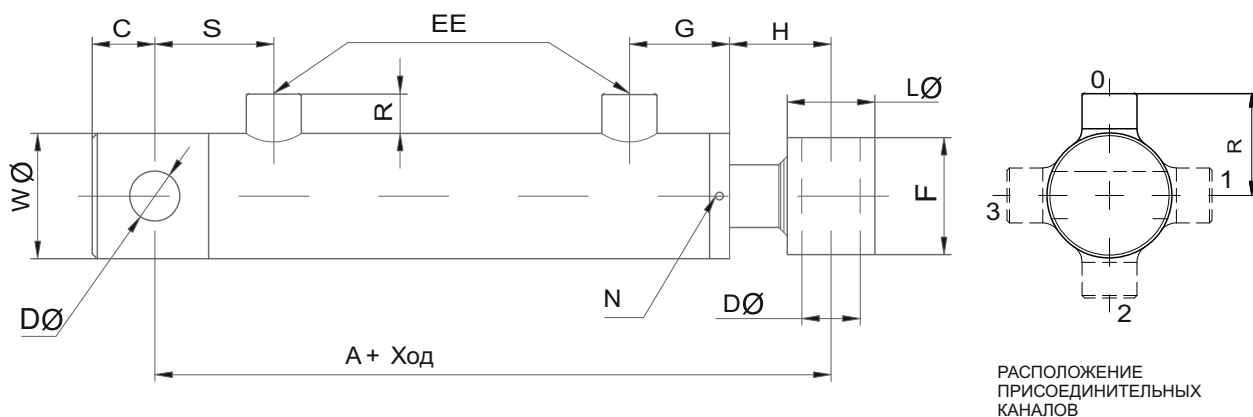 C
S
EE
G
H
R
LØ
WØ
F
N
DØ
DØ
A + Ход
0
1
2
3
R
РАСПОЛОЖЕНИЕ
ПРИСОЕДИНИТЕЛЬНЫХ
КАНАЛОВ